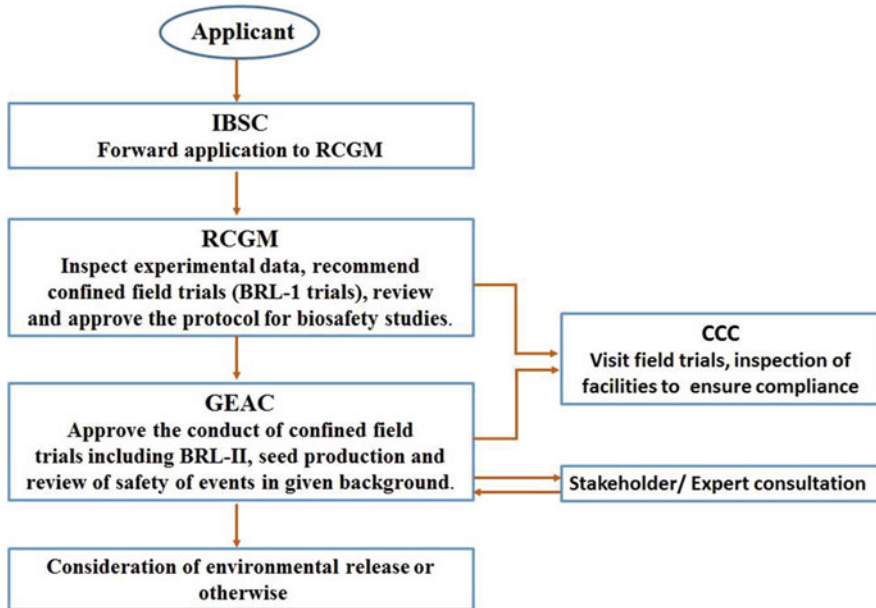 Applicant
IBSC
Forward application to RCGM
RCGM
Inspect experimental data, recommend
confined field trials (BRL-1 trials), review
and approve the protocol for biosafety studies.
CCC
Visit field trials, inspection of
facilities to ensure compliance
GEAC
Approve the conduct of confined field
trials including BRL-II, seed production and
review of safety of events in given background.
Stakeholder/ Expert consultation
Consideration of environmental release or
otherwise